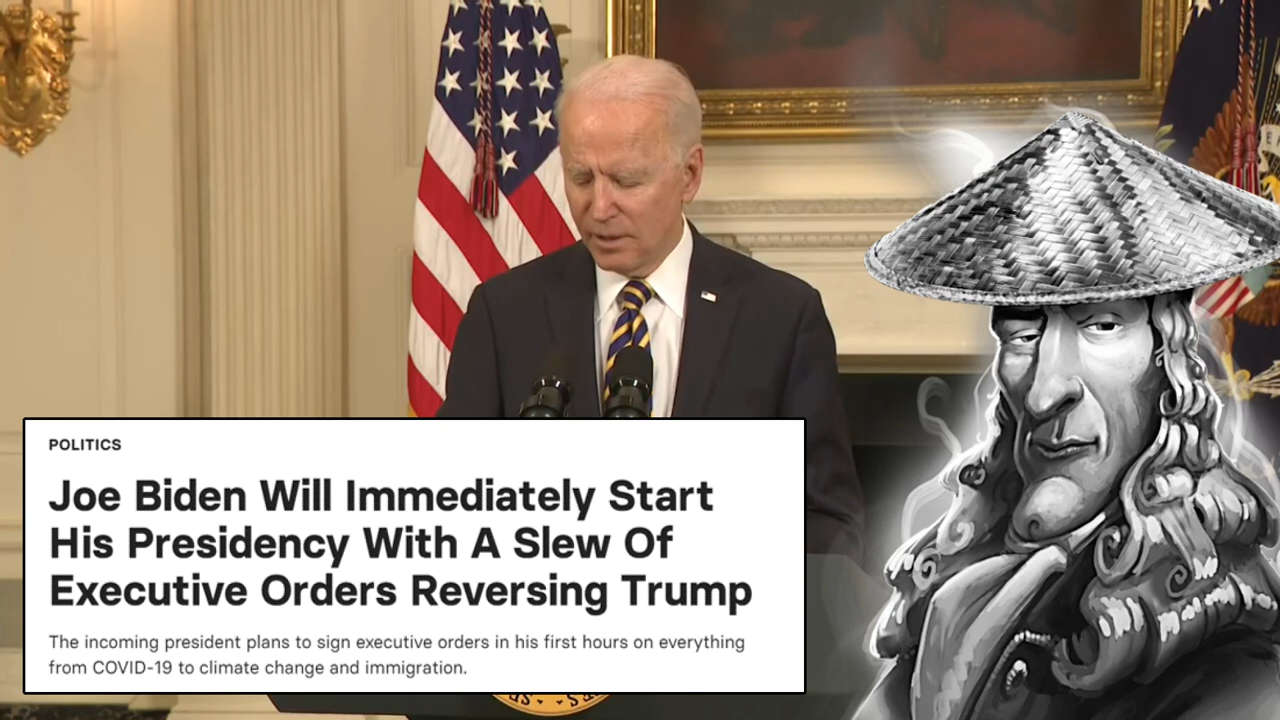 POLITICS
Joe Biden Will Immediately Start
His Presidency With A Slew Of
Executive Orders Reversing Trump
The incoming president plans to sign executive orders in his first hours on everything
from COVID-19 to climate change and immigration.